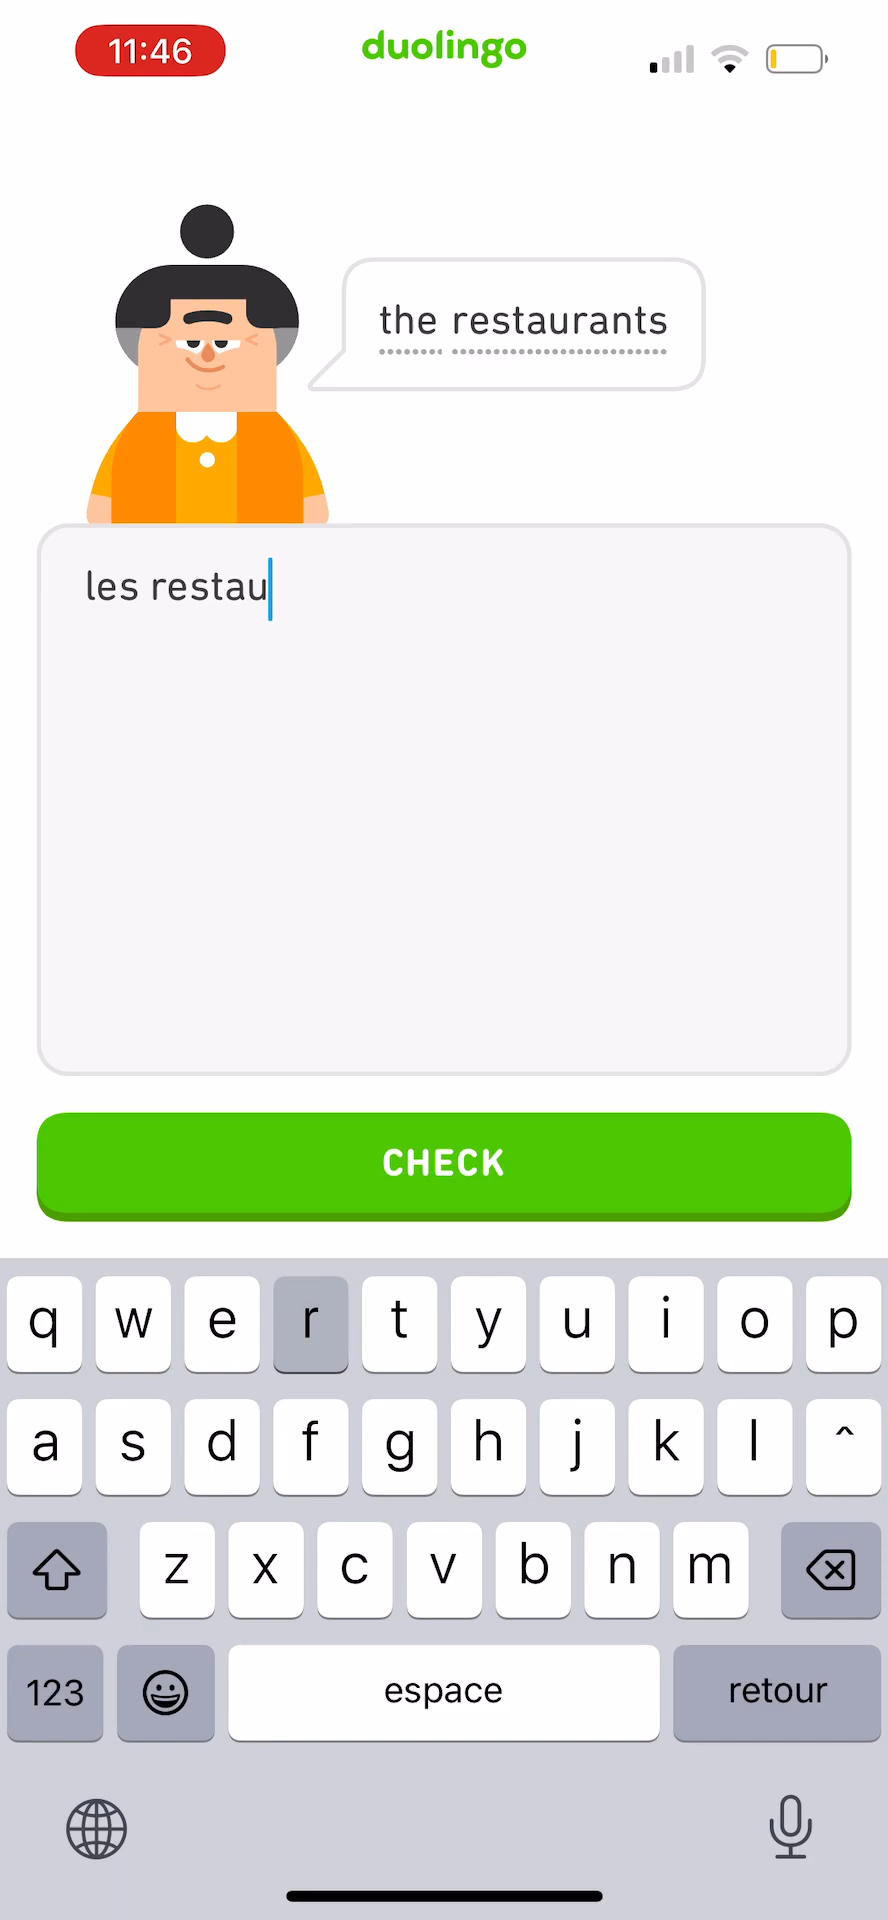 11:46
duolingo
the restaurants
les restau
CHECK
q w e r t y u i o p
a s d f g h j k l ^
z x c v b n m
123 espace retour